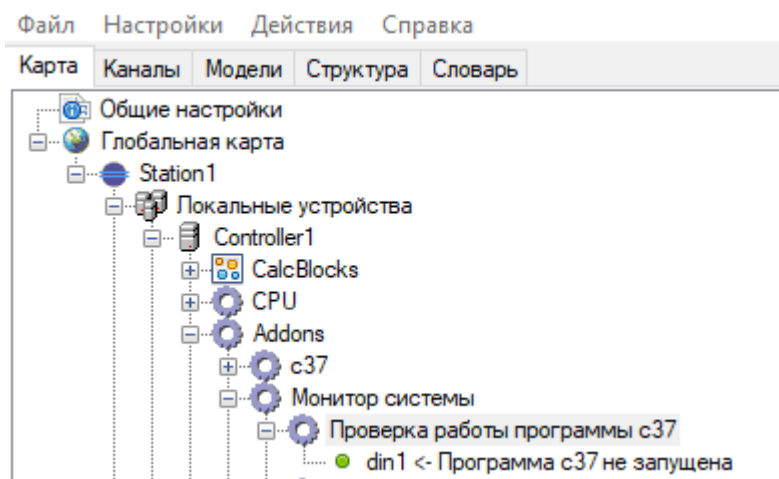 Файл Настройки Действия Справка
Карта Каналы Модели Структура Словарь
Общие настройки
Глобальная карта
Station1
Локальные устройства
Controller1
CalcBlocks
CPU
Addons
c37
Монитор системы
Проверка работы программы c37
din1 <- Программа c37 не запущена